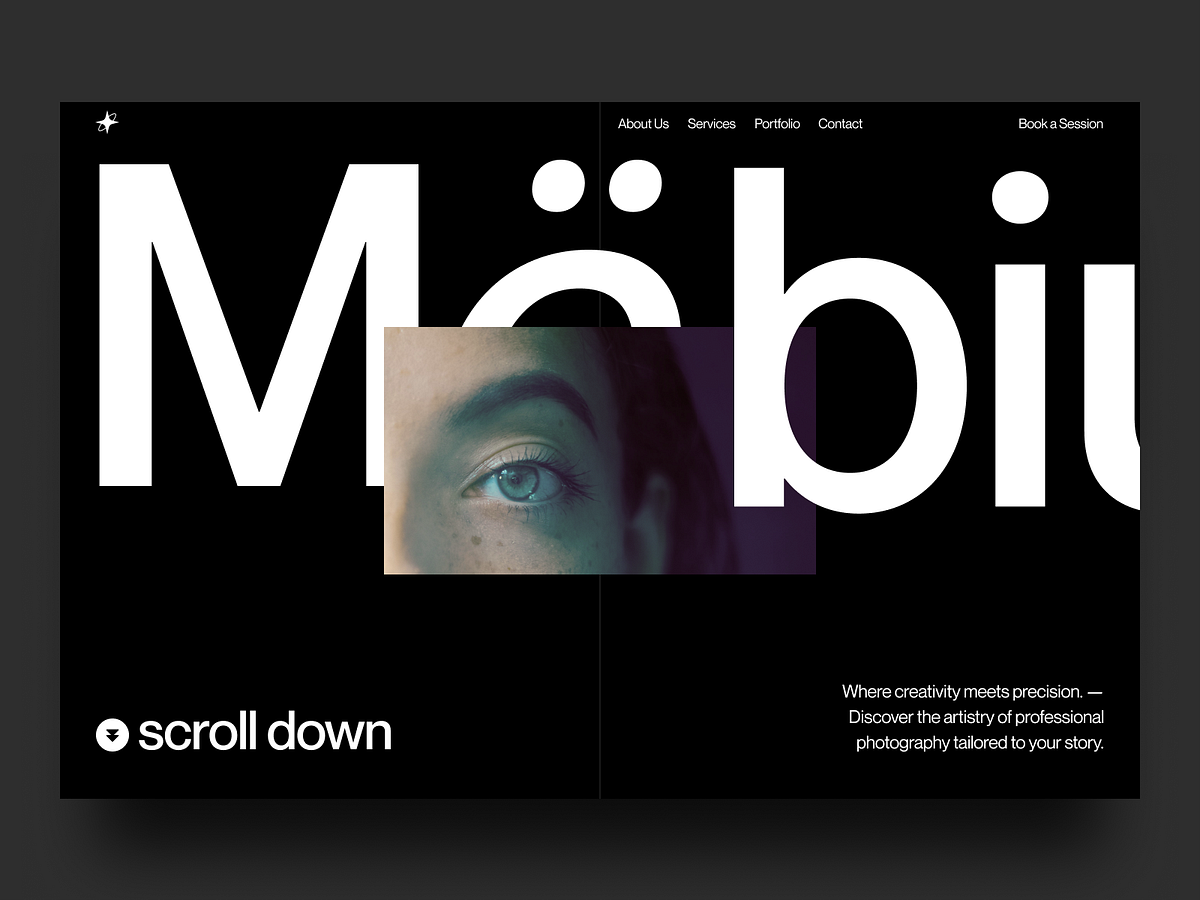 About Us Services Portfolio Contact Book a Session
Möbiu
scroll down
Where creativity meets precision. —
Discover the artistry of professional
photography tailored to your story.